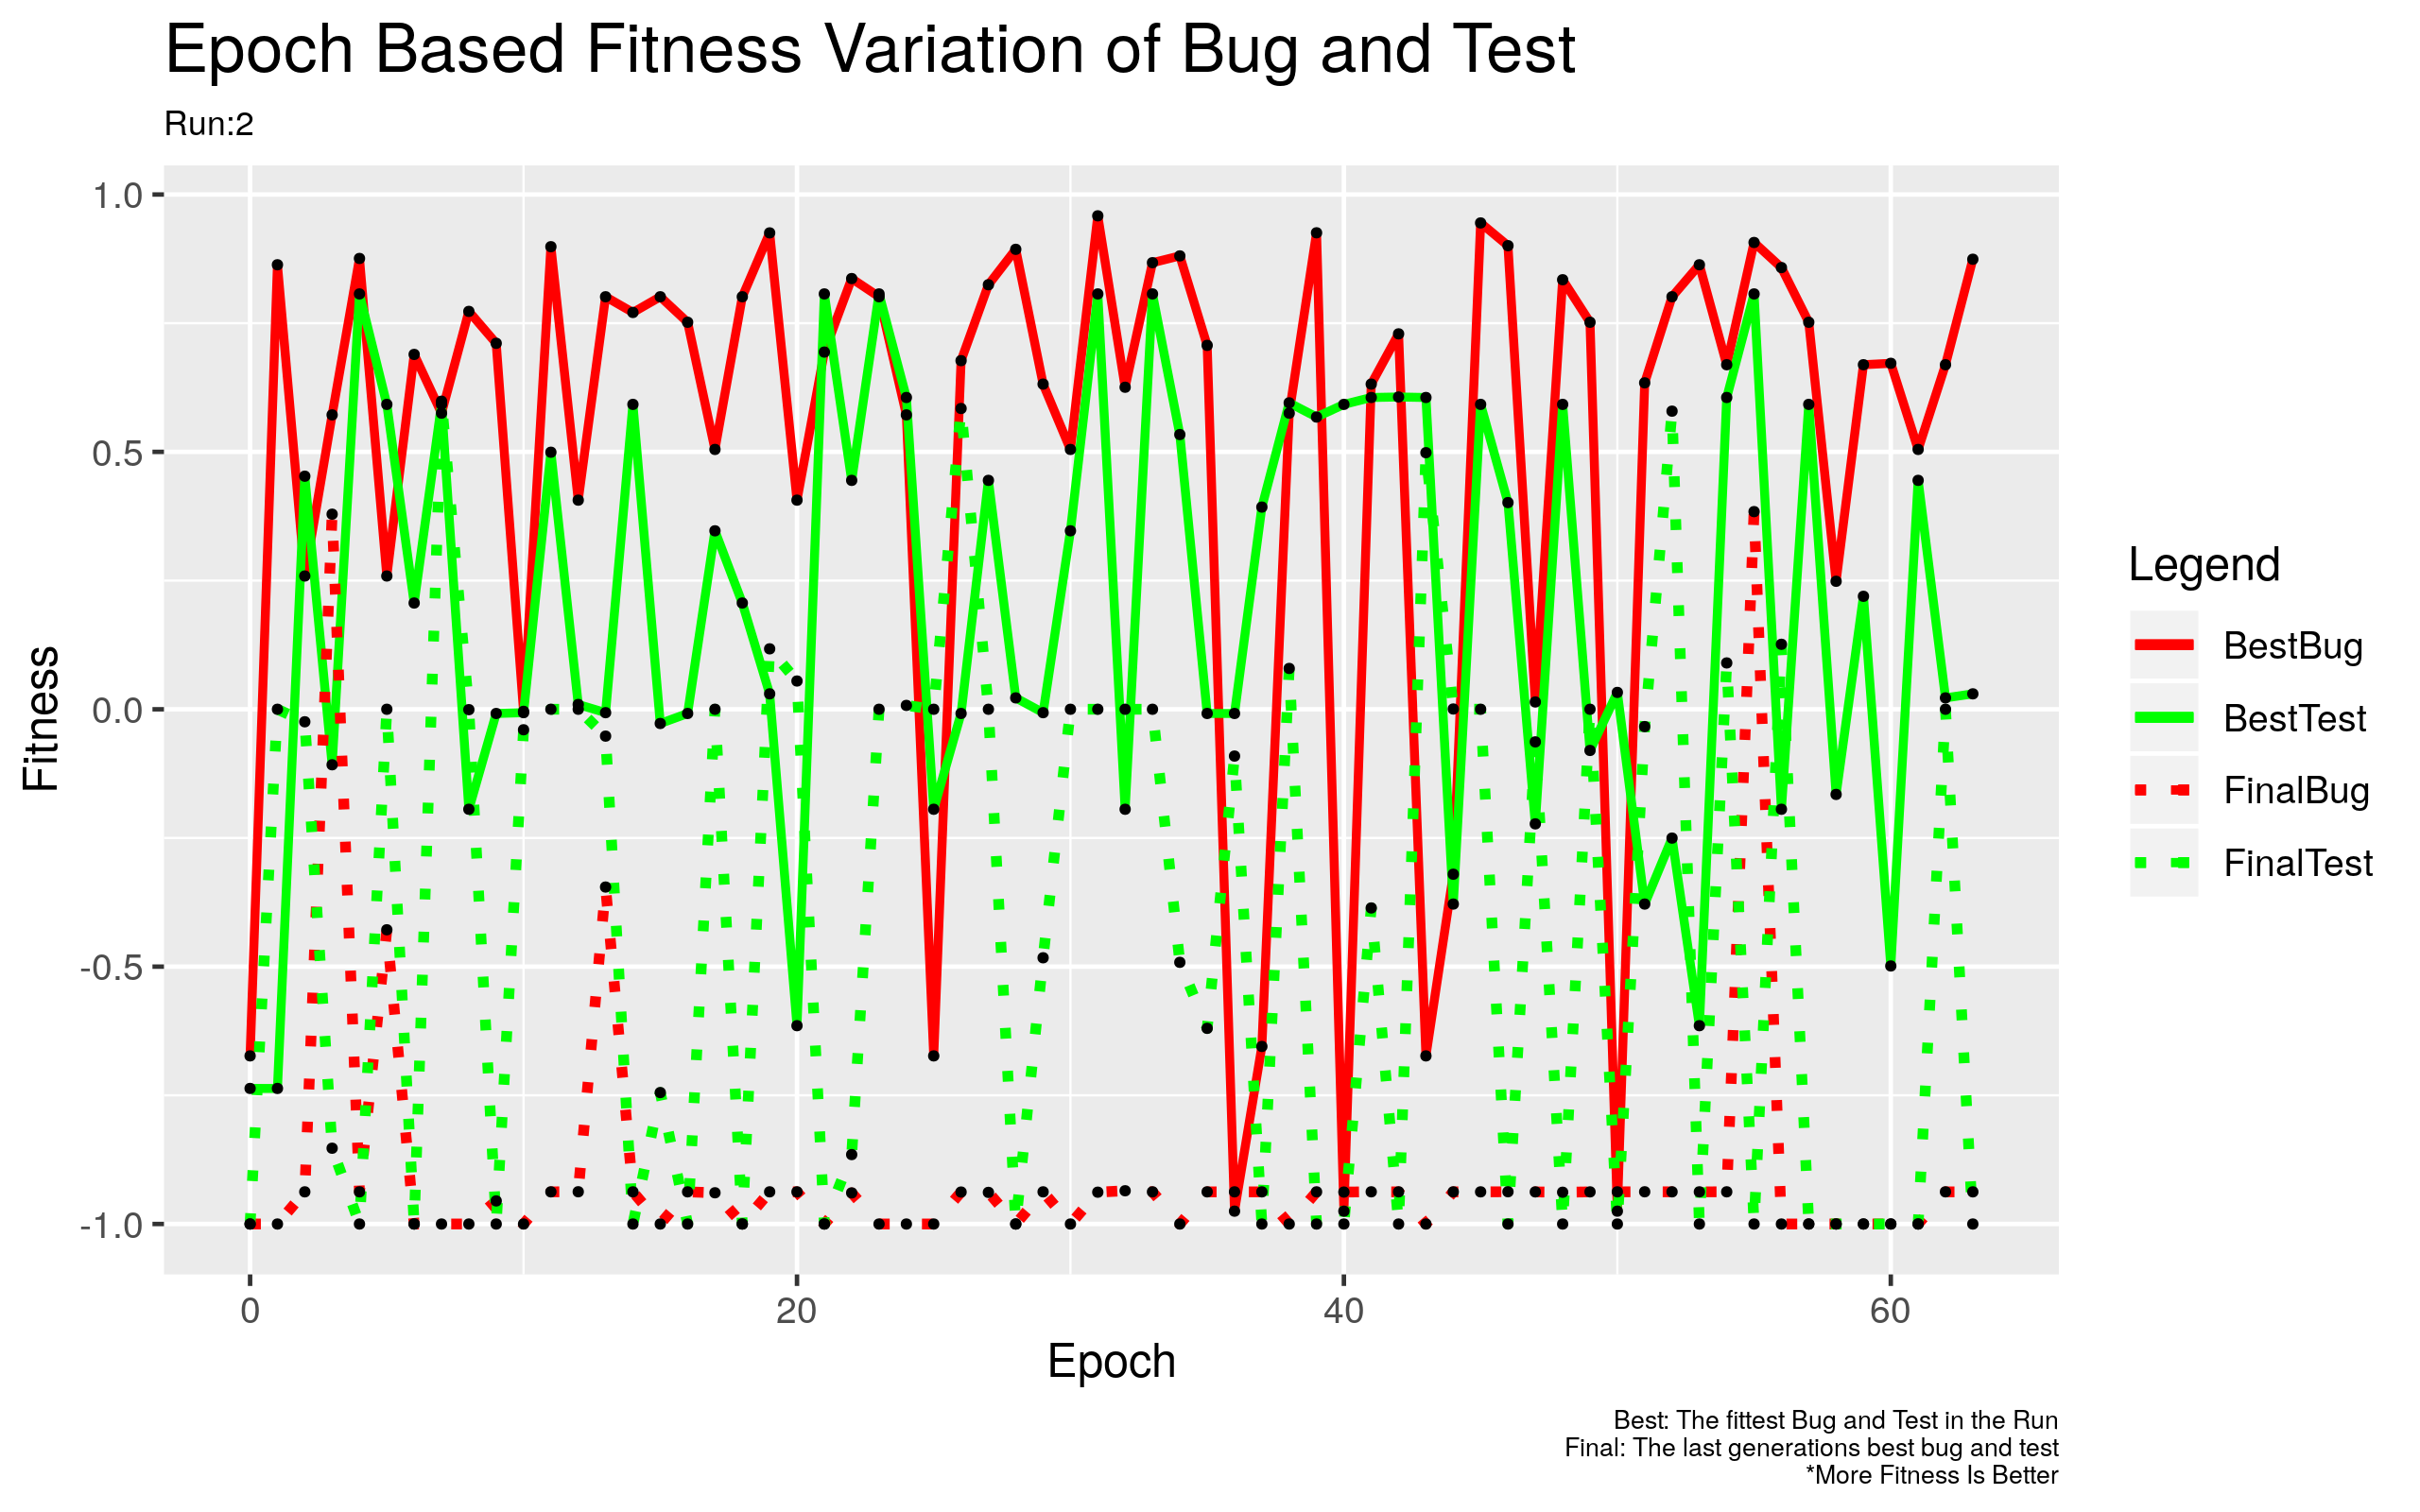 Epoch Based Fitness Variation of Bug and Test
Run:2
1.0
0.5
0.0
-0.5
-1.0
Fitness
0
20
40
60
Epoch
Legend
BestBug
BestTest
FinalBug
FinalTest
Best: The fittest Bug and Test in the Run
Final: The last generations best bug and test
*More Fitness Is Better